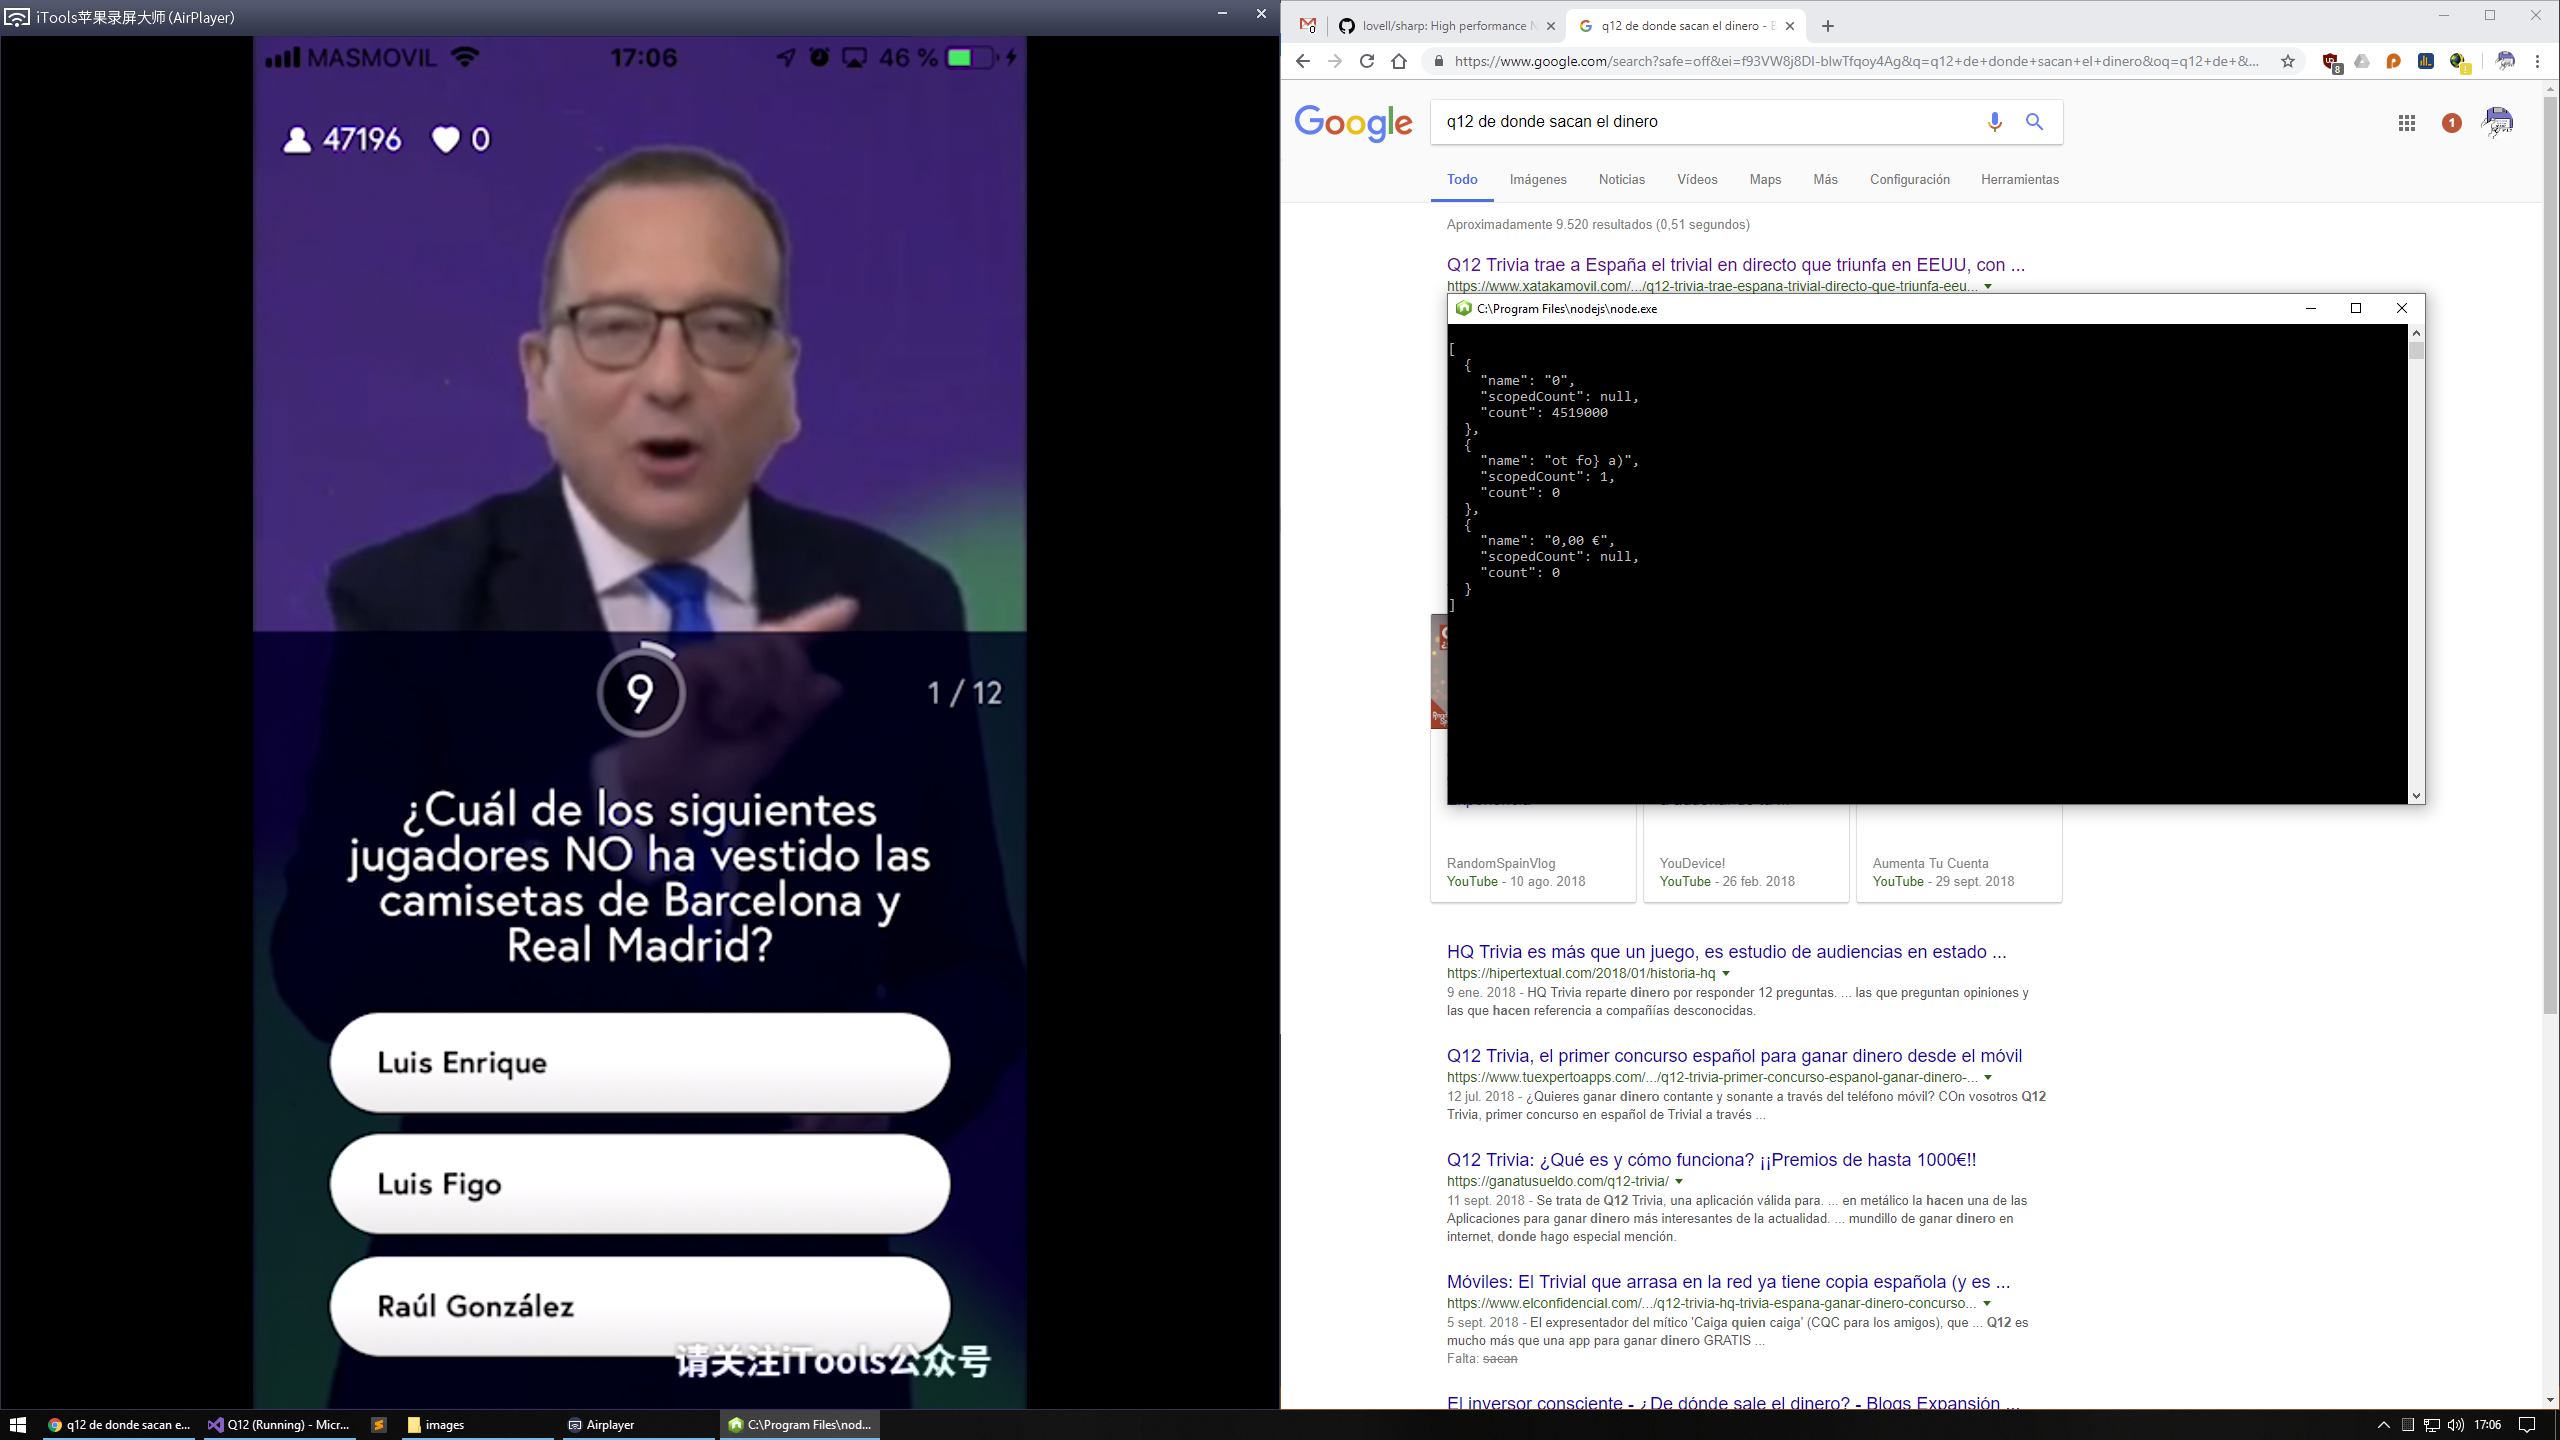 iTools苹果录屏大师(AirPlayer)
MASMOVIL 17:06 46 %
47196 0
9
1 / 12
¿Cuál de los siguientes
jugadores NO ha vestido las
camisetas de Barcelona y
Real Madrid?
Luis Enrique
Luis Figo
Raúl González
请关注iTools公众号
lovell/sharp: High performance N
q12 de donde sacan el dinero - B
https://www.google.com/search?safe=off&ei=f93VW8j8DI-blwTfqoy4Ag&q=q12+de+donde+sacan+el+dinero&oq=q12+de+&...
Google
q12 de donde sacan el dinero
1
Todo Imágenes Noticias Vídeos Maps Más Configuración Herramientas
Aproximadamente 9.520 resultados (0,51 segundos)
Q12 Trivia trae a España el trivial en directo que triunfa en EEUU, con ...
https://www.xatakamovil.com/.../q12-trivia-trae-espana-trivial-directo-que-triunfa-eeu...
C:\Program Files\nodejs\node.exe
[
{
"name": "0",
"scopedCount": null,
"count": 4519000
},
{
"name": "ot fo} a)",
"scopedCount": 1,
"count": 0
},
{
"name": "0,00 €",
"scopedCount": null,
"count": 0
}
]
RandomSpainVlog
YouTube - 10 ago. 2018
YouDevice!
YouTube - 26 feb. 2018
Aumenta Tu Cuenta
YouTube - 29 sept. 2018
HQ Trivia es más que un juego, es estudio de audiencias en estado ...
https://hipertextual.com/2018/01/historia-hq
9 ene. 2018 - HQ Trivia reparte dinero por responder 12 preguntas. ... las que preguntan opiniones y
las que hacen referencia a compañías desconocidas.
Q12 Trivia, el primer concurso español para ganar dinero desde el móvil
https://www.tuexpertoapps.com/.../q12-trivia-primer-concurso-espanol-ganar-dinero-...
12 jul. 2018 - ¿Quieres ganar dinero contante y sonante a través del teléfono móvil? COn vosotros Q12
Trivia, primer concurso en español de Trivial a través ...
Q12 Trivia: ¿Qué es y cómo funciona? ¡¡Premios de hasta 1000€!!
https://ganatusueldo.com/q12-trivia/
11 sept. 2018 - Se trata de Q12 Trivia, una aplicación válida para. ... en metálico la hacen una de las
Aplicaciones para ganar dinero más interesantes de la actualidad. ... mundillo de ganar dinero en
internet, donde hago especial mención.
Móviles: El Trivial que arrasa en la red ya tiene copia española (y es ...
https://www.elconfidencial.com/.../q12-trivia-hq-trivia-espana-ganar-dinero-concurso...
5 sept. 2018 - El expresentador del mítico 'Caiga quien caiga' (CQC para los amigos), que ... Q12 es
mucho más que una app para ganar dinero GRATIS ...
Falta: sacan
El inversor consciente - ¿De dónde sale el dinero? - Blogs Expansión ...
q12 de donde sacan e...
Q12 (Running) - Micr...
images
Airplayer
C:\Program Files\nod...
17:06